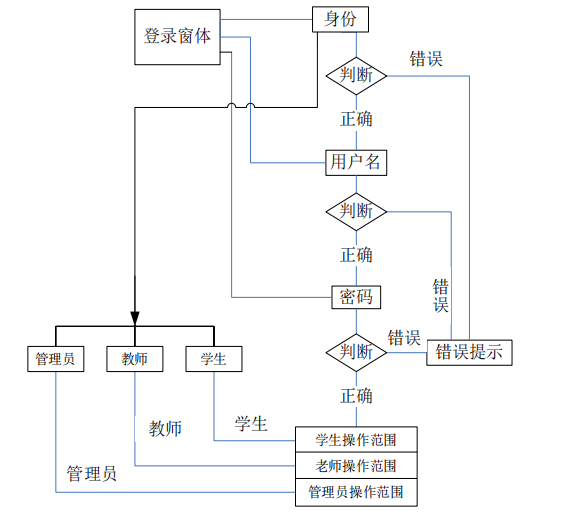 登录窗体
身份
错误
判断
正确
用户名
判断
正确
错误
密码
错误
判断
错误提示
管理员
教师
学生
正确
学生
教师
管理员
学生操作范围
老师操作范围
管理员操作范围